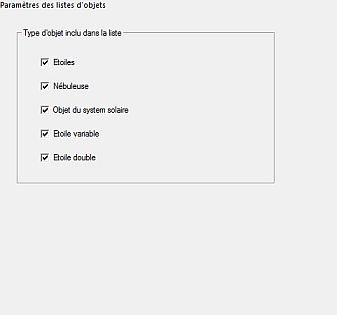 Paramètres des listes d'objets
Type d'objet inclu dans la liste
Etoiles
Nébuleuse
Objet du system solaire
Etoile variable
Etoile double